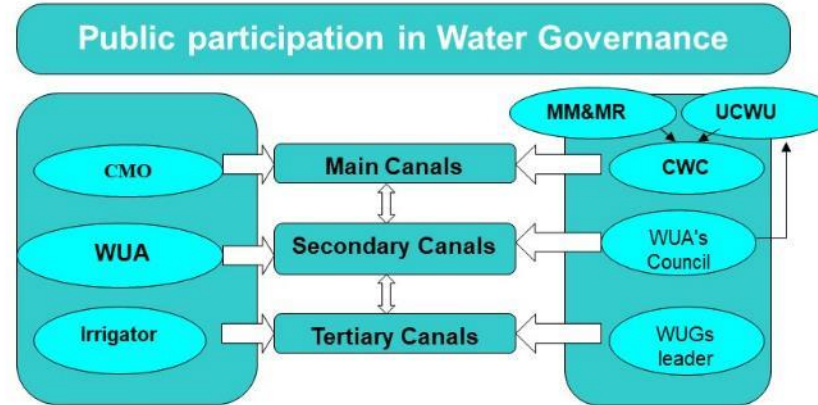 Public participation in Water Governance
MM&MR
UCWU
CMO
Main Canals
CWC
WUA
Secondary Canals
WUA's
Council
Irrigator
Tertiary Canals
WUGs
leader